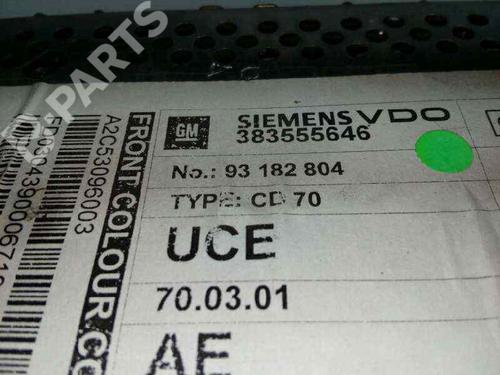 PARTS
GM
SIEMENS VDO
383555646
No.: 93 182 804
TYPE: CD 70
UCE
70.03.01
AE
FRONT COLOUR.CO
A2C53096003